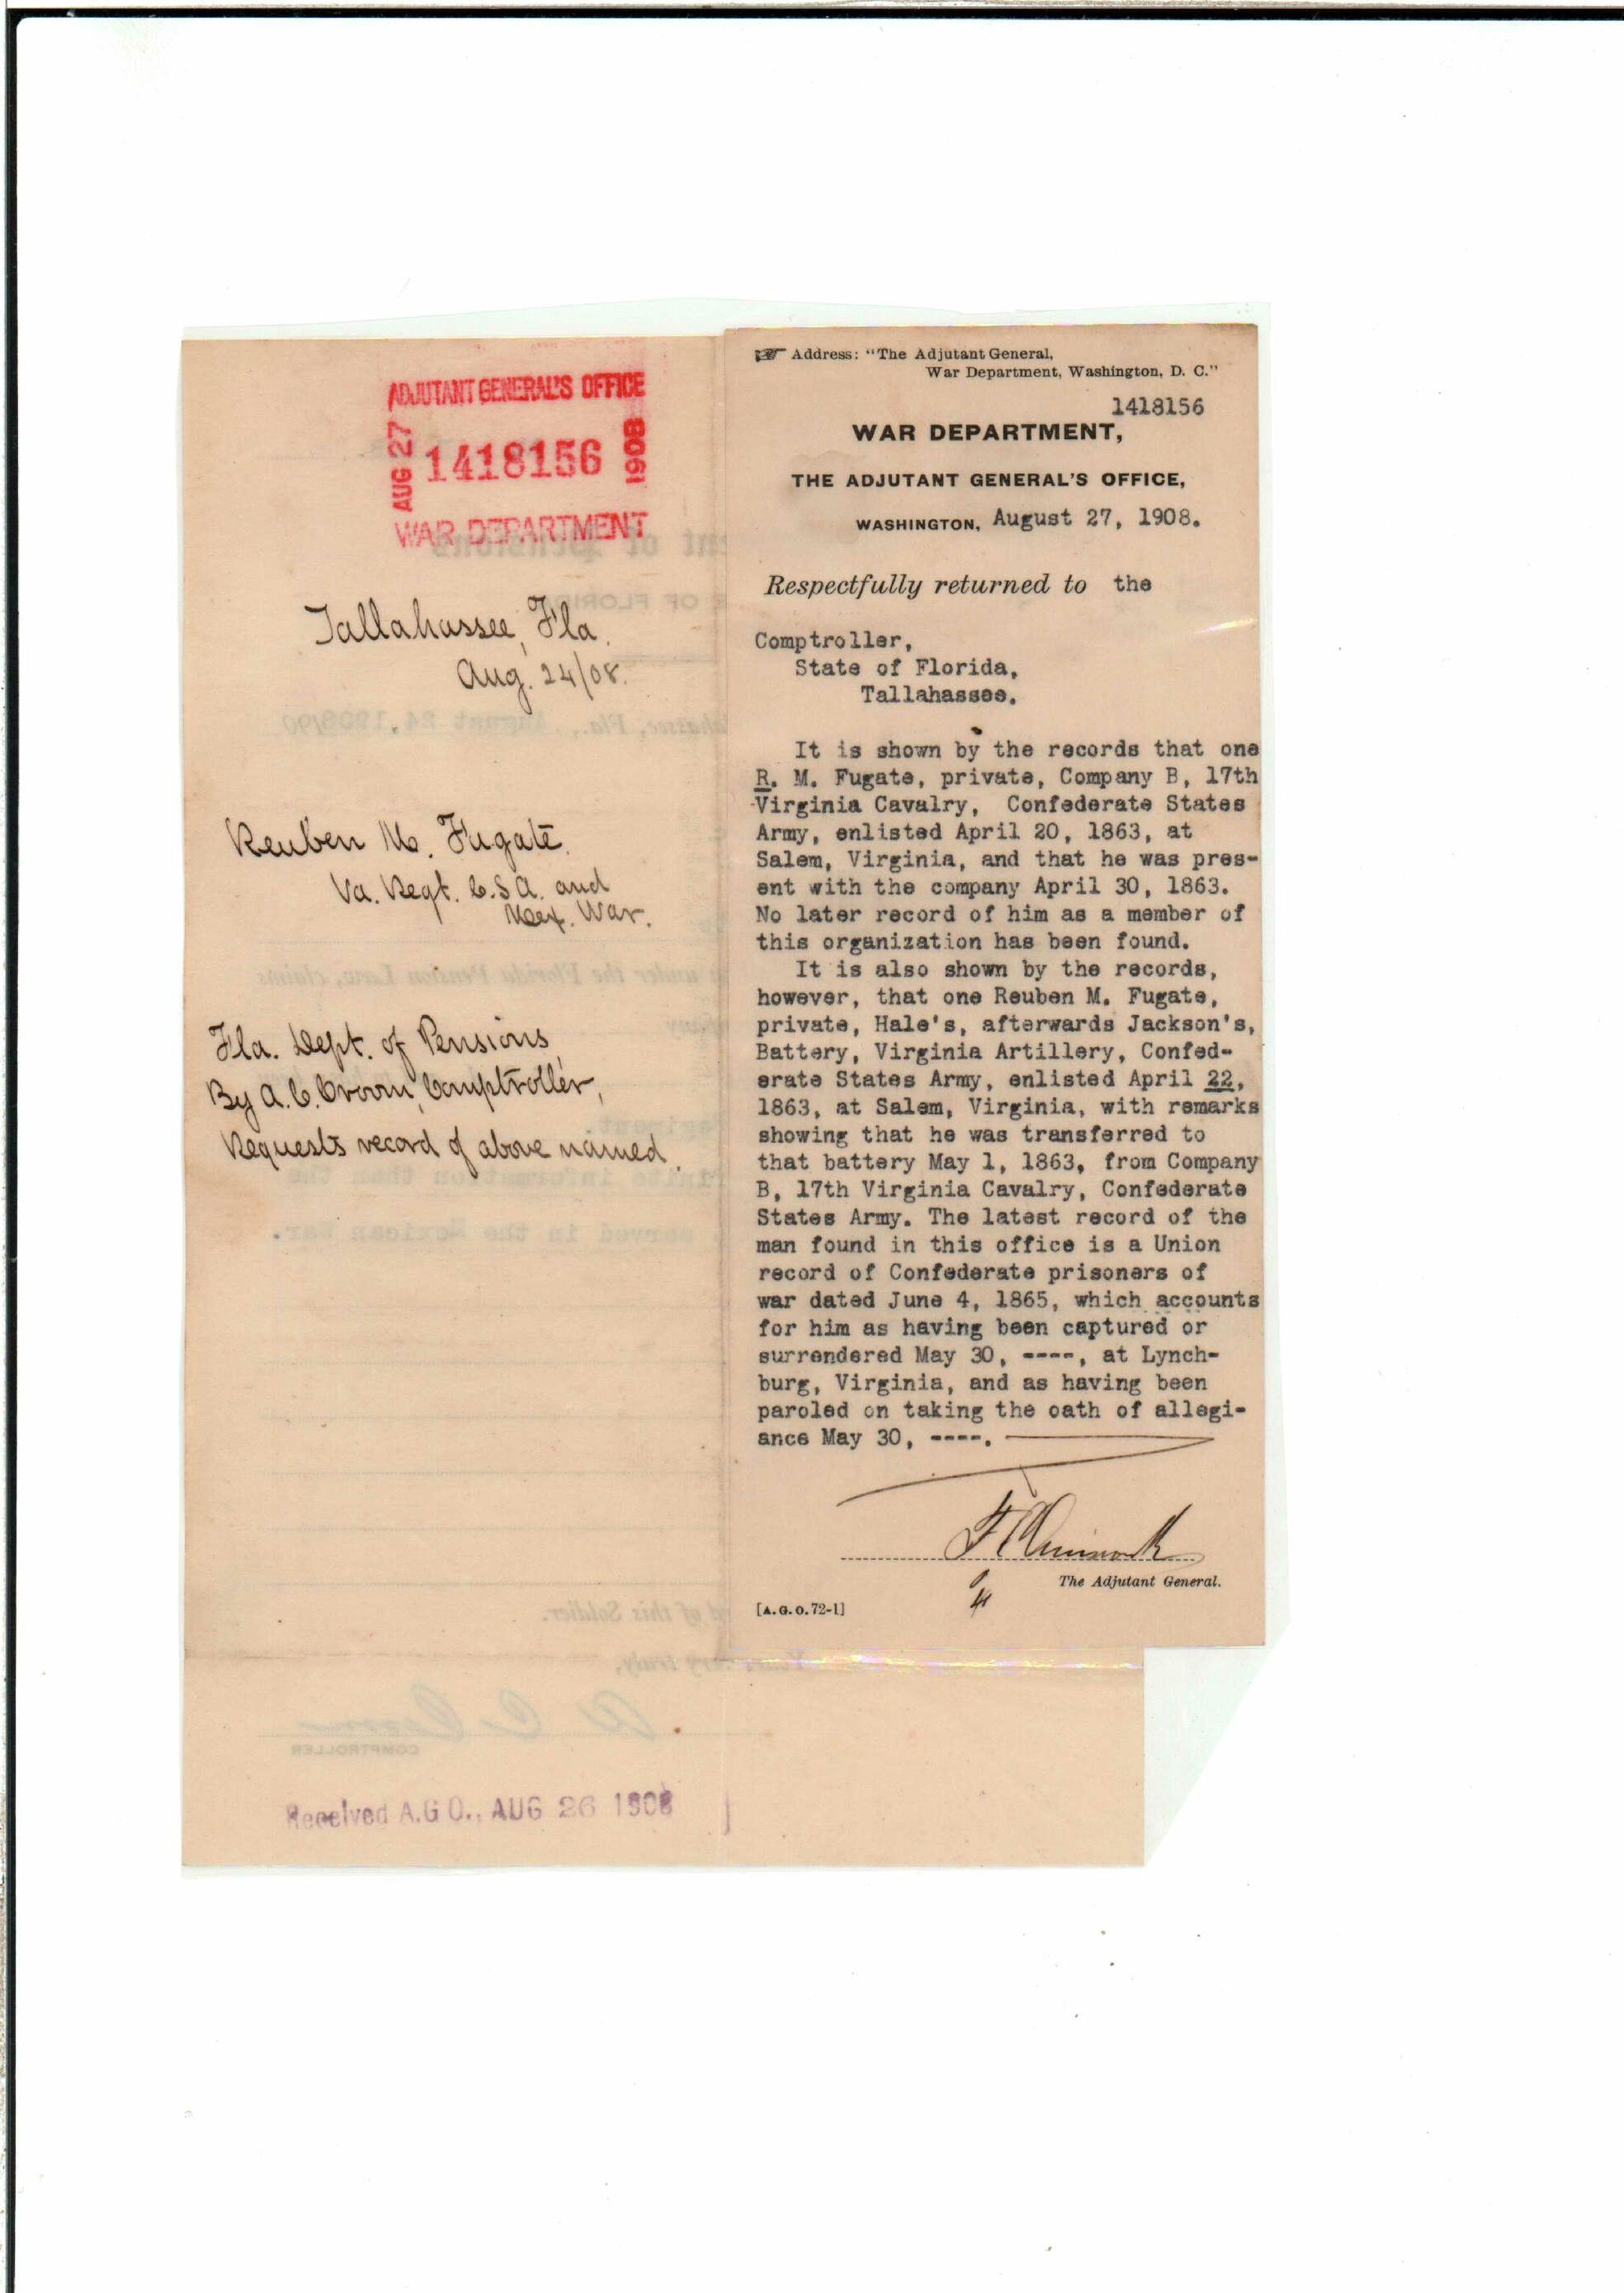 ADJUTANT GENERAL'S OFFICE
AUG 27 1418156 1908
WAR DEPARTMENT
Tallahassee, Fla.
Aug. 24/08.
Reuben M. Fugate.
Va. Regt. C.S.A. and
Mex. War.
Fla. Dept. of Pensions,
By A.C. Croom, Comptroller,
Requests record of above named.
Received A.G.O., AUG 26 1908
Address: "The Adjutant General,
War Department, Washington, D. C."
1418156
WAR DEPARTMENT,
THE ADJUTANT GENERAL'S OFFICE,
WASHINGTON, August 27, 1908.
Respectfully returned to the
Comptroller,
State of Florida,
Tallahassee.
It is shown by the records that one
R. M. Fugate, private, Company B, 17th
Virginia Cavalry, Confederate States
Army, enlisted April 20, 1863, at
Salem, Virginia, and that he was pres-
ent with the company April 30, 1863.
No later record of him as a member of
this organization has been found.
It is also shown by the records,
however, that one Reuben M. Fugate,
private, Hale's, afterwards Jackson's,
Battery, Virginia Artillery, Confed-
erate States Army, enlisted April 22,
1863, at Salem, Virginia, with remarks
showing that he was transferred to
that battery May 1, 1863, from Company
B, 17th Virginia Cavalry, Confederate
States Army. The latest record of the
man found in this office is a Union
record of Confederate prisoners of
war dated June 4, 1865, which accounts
for him as having been captured or
surrendered May 30, ----, at Lynch-
burg, Virginia, and as having been
paroled on taking the oath of allegi-
ance May 30, ----.
The Adjutant General.
[A.G.O. 72-1]